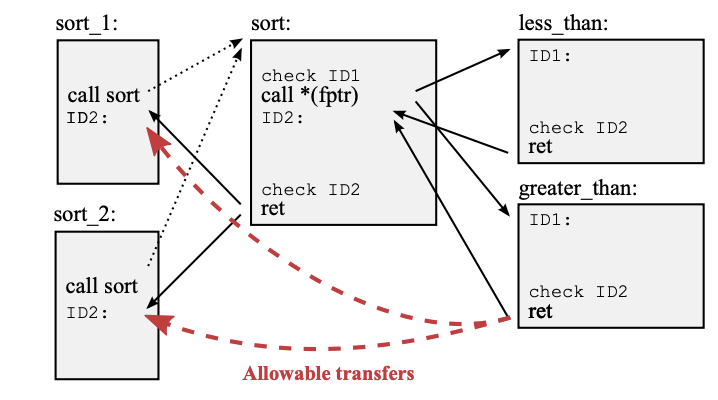 sort_1:
call sort
ID2:
sort_2:
call sort
ID2:
sort:
check ID1
call *(fptr)
ID2:
check ID2
ret
less_than:
ID1:
check ID2
ret
greater_than:
ID1:
check ID2
ret
Allowable transfers